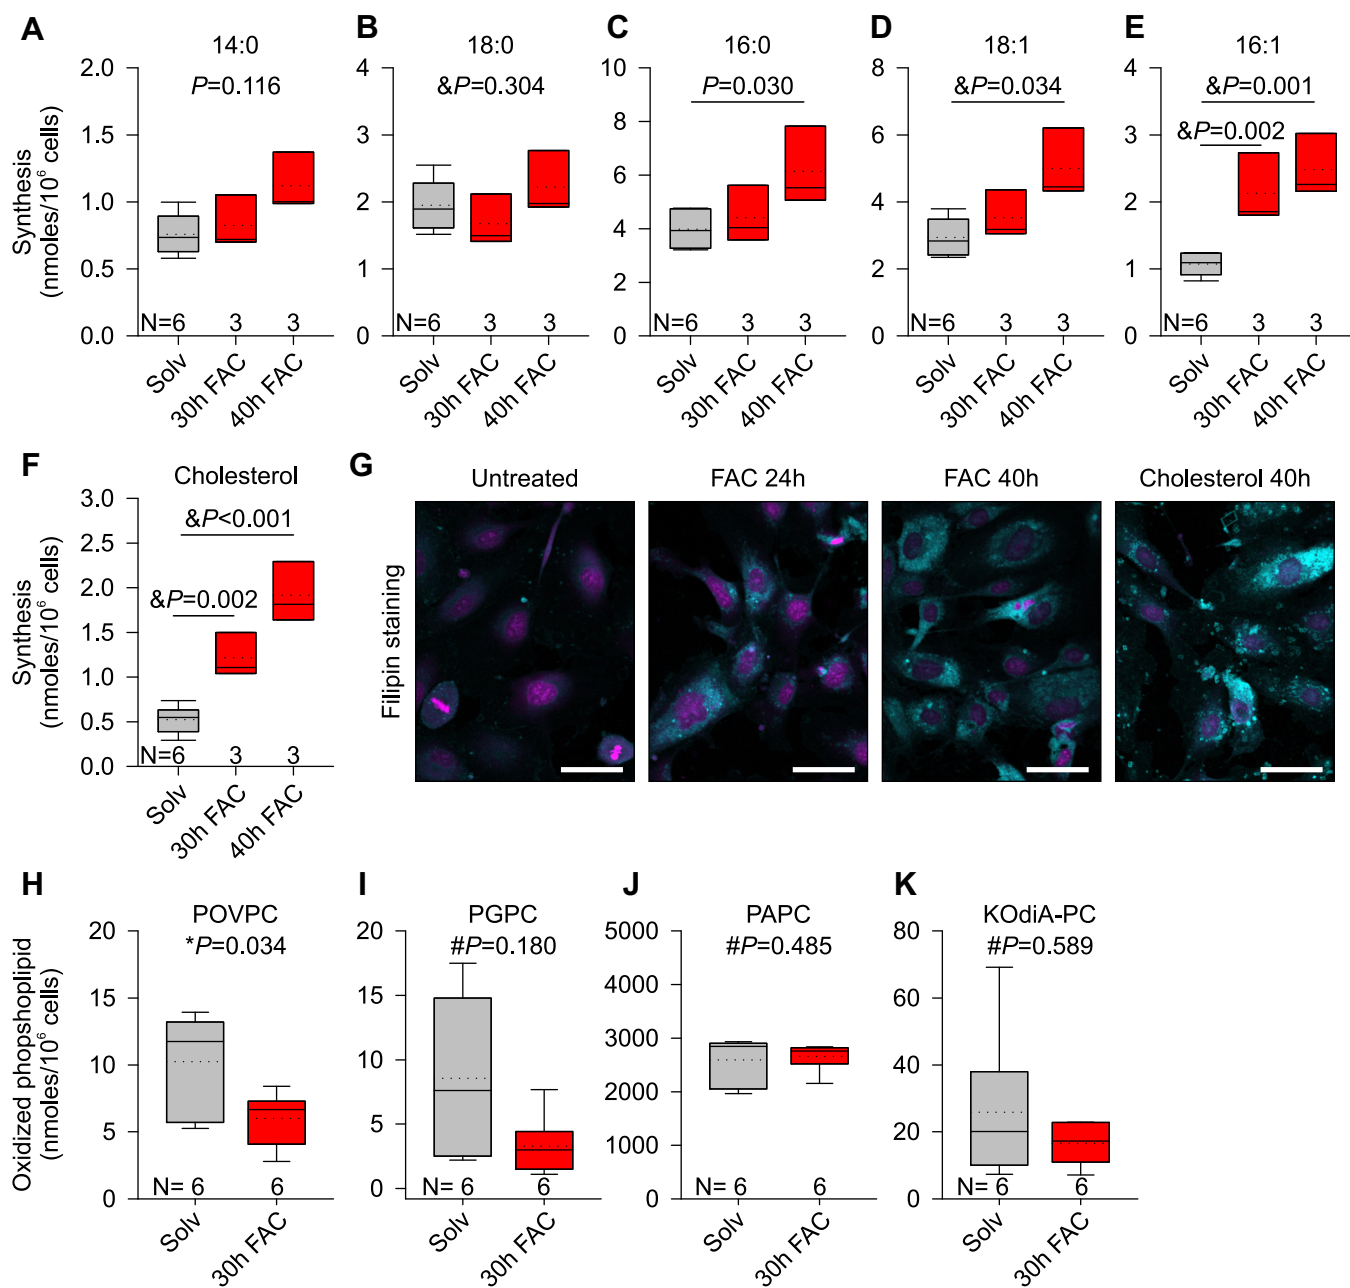 A
14:0
P=0.116
Synthesis
(nmoles/10⁶ cells)
2.0
1.5
1.0
0.5
0.0
N=6
3
3
Solv
30h FAC
40h FAC
B
18:0
&P=0.304
4
3
2
1
0
N=6
3
3
Solv
30h FAC
40h FAC
C
16:0
P=0.030
10
8
6
4
2
0
N=6
3
3
Solv
30h FAC
40h FAC
D
18:1
&P=0.034
8
6
4
2
0
N=6
3
3
Solv
30h FAC
40h FAC
E
16:1
&P=0.001
&P=0.002
4
3
2
1
0
N=6
3
3
Solv
30h FAC
40h FAC
F
Cholesterol
&P<0.001
&P=0.002
Synthesis
(nmoles/10⁶ cells)
3.0
2.5
2.0
1.5
1.0
0.5
0.0
N=6
3
3
Solv
30h FAC
40h FAC
G
Filipin staining
Untreated
FAC 24h
FAC 40h
Cholesterol 40h
H
POVPC
*P=0.034
Oxidized phopshoplipid
(nmoles/10⁶ cells)
20
15
10
5
0
N= 6
6
Solv
30h FAC
I
PGPC
#P=0.180
20
15
10
5
0
N= 6
6
Solv
30h FAC
J
PAPC
#P=0.485
5000
4000
3000
2000
1000
0
N= 6
6
Solv
30h FAC
K
KOdiA-PC
#P=0.589
80
60
40
20
0
N= 6
6
Solv
30h FAC